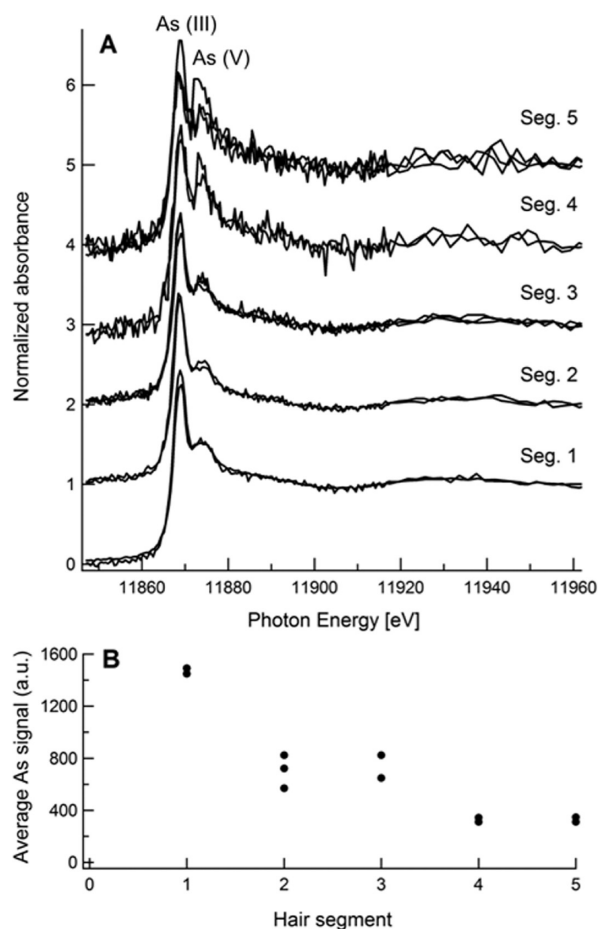 As (III)
A
As (V)
6
Seg. 5
5
Seg. 4
4
Seg. 3
3
Seg. 2
2
Seg. 1
1
0
Normalized absorbance
11860 11880 11900 11920 11940 11960
Photon Energy [eV]
B
1600
1200
800
400
0
Average As signal (a.u.)
0 1 2 3 4 5
Hair segment